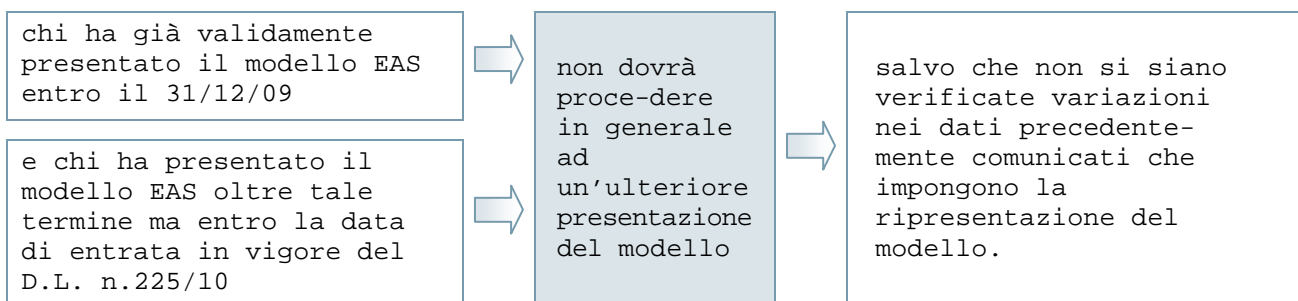 chi ha già validamente
presentato il modello EAS
entro il 31/12/09
e chi ha presentato il
modello EAS oltre tale
termine ma entro la data
di entrata in vigore del
D.L. n.225/10
non dovrà
proce-dere
in generale
ad
un’ulteriore
presentazione
del modello
salvo che non si siano
verificate variazioni
nei dati precedente-
mente comunicati che
impongono la
ripresentazione del
modello.